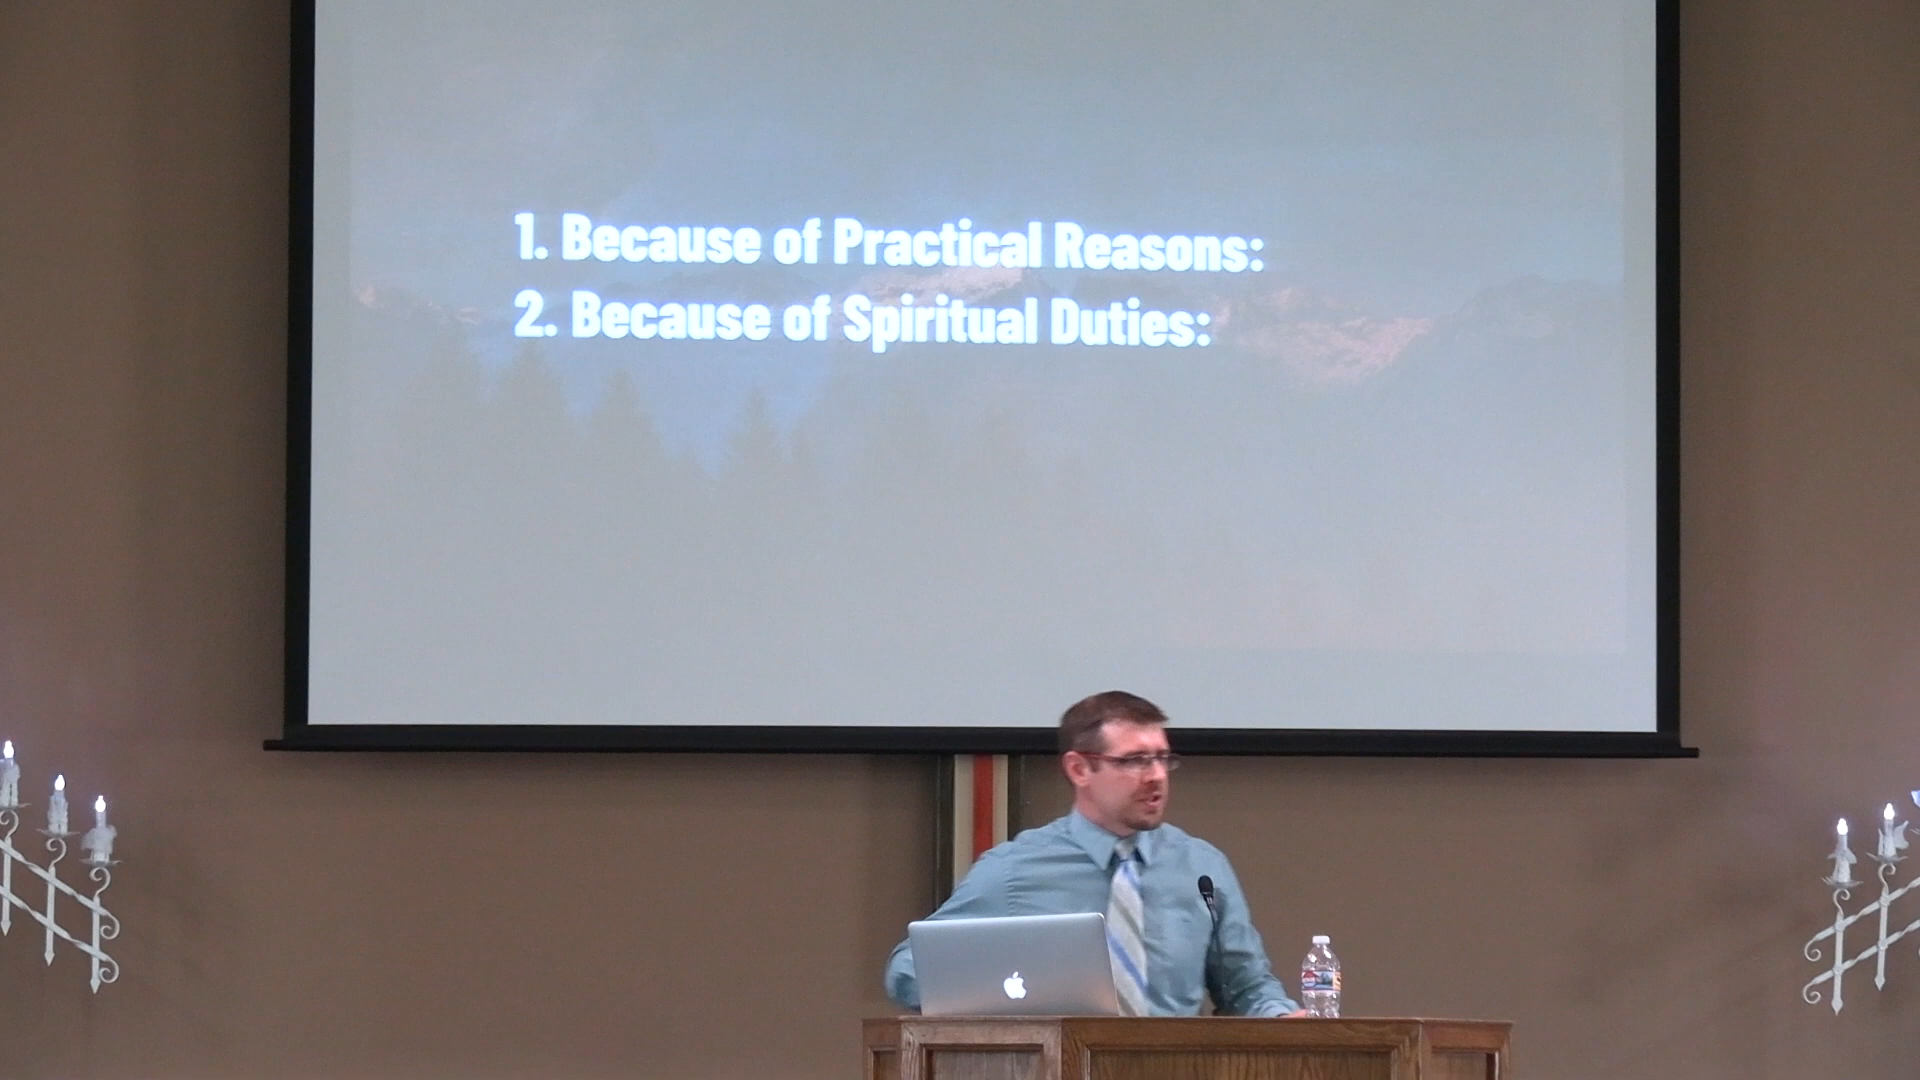 1. Because of Practical Reasons:
2. Because of Spiritual Duties: